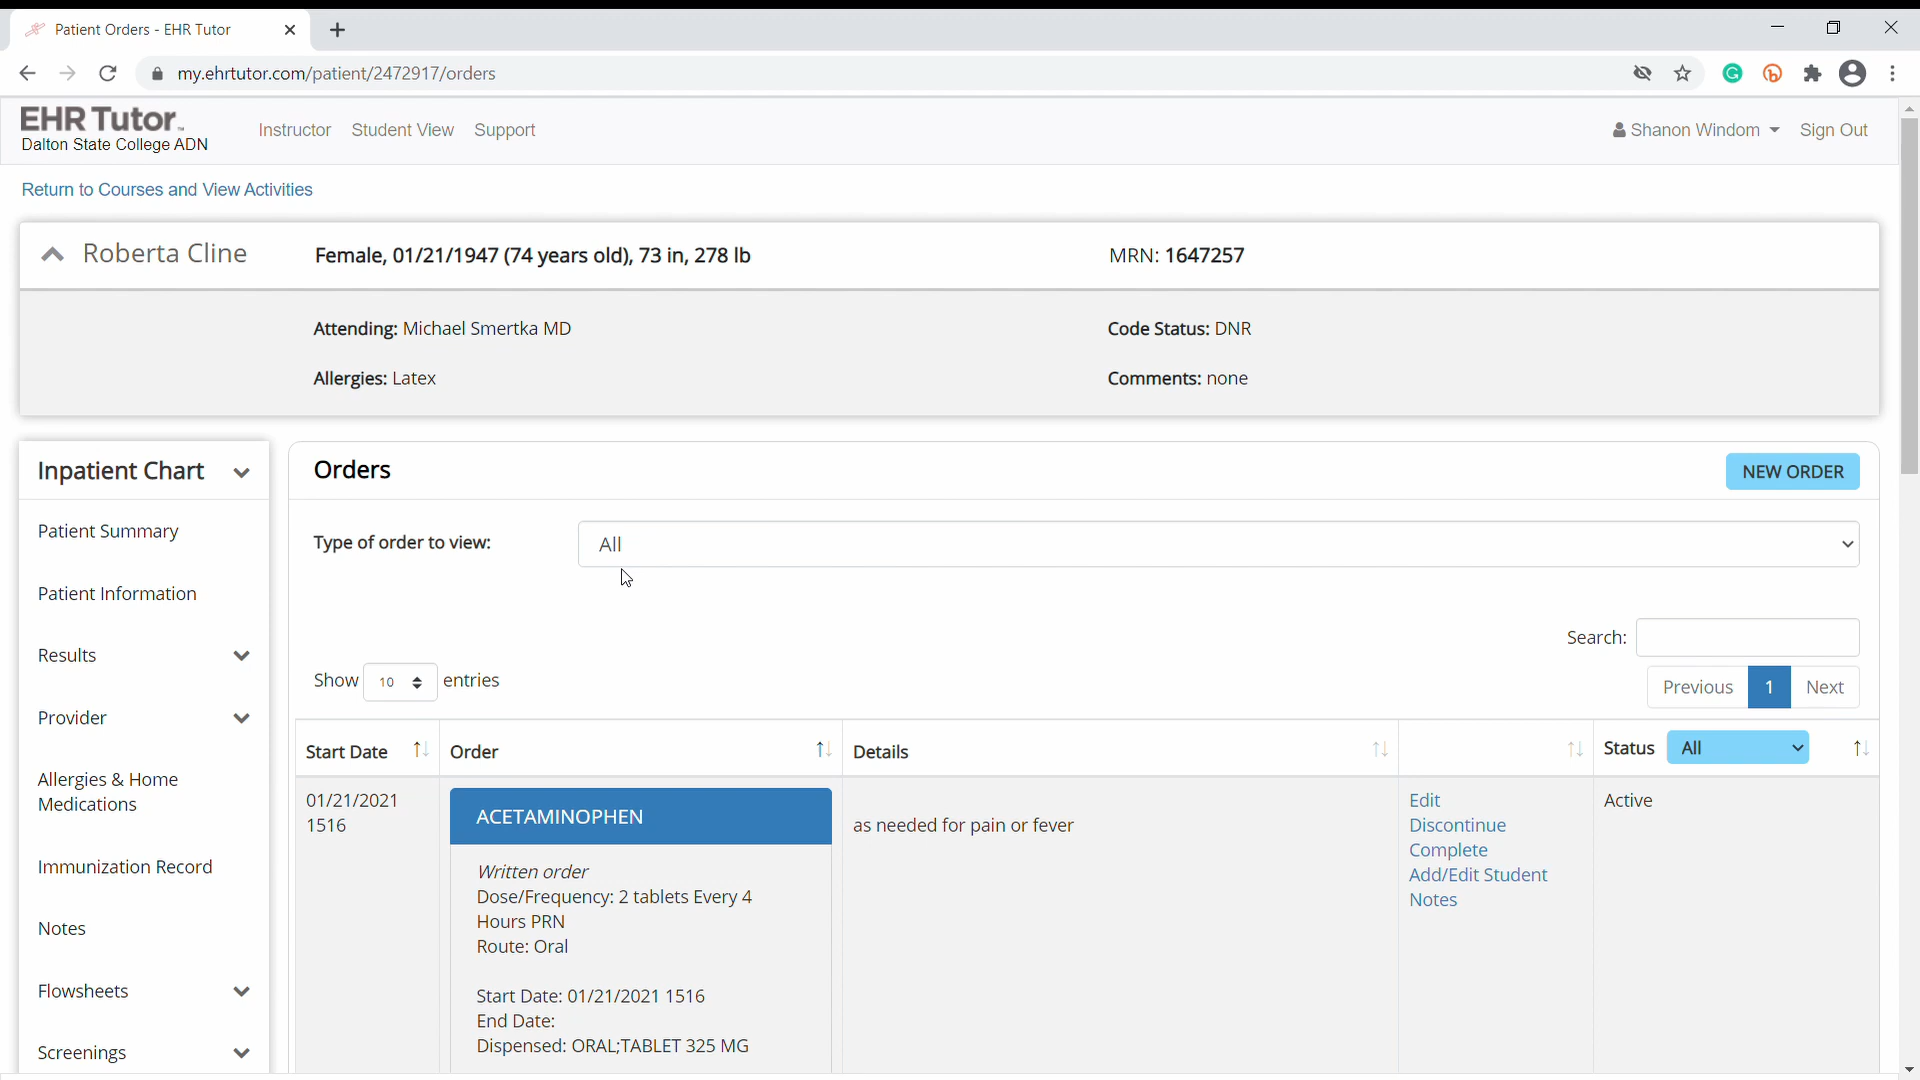 Patient Orders - EHR Tutor
my.ehrtutor.com/patient/2472917/orders
EHR Tutor
Dalton State College ADN
Instructor Student View Support
Shanon Windom Sign Out
Return to Courses and View Activities
Roberta Cline Female, 01/21/1947 (74 years old), 73 in, 278 lb MRN: 1647257
Attending: Michael Smertka MD Code Status: DNR
Allergies: Latex Comments: none
Inpatient Chart
Patient Summary
Patient Information
Results
Provider
Allergies & Home
Medications
Immunization Record
Notes
Flowsheets
Screenings
Orders NEW ORDER
Type of order to view: All
Search:
Show 10 entries Previous 1 Next
Start Date Order Details Status All
01/21/2021
1516
ACETAMINOPHEN
Written order
Dose/Frequency: 2 tablets Every 4
Hours PRN
Route: Oral
Start Date: 01/21/2021 1516
End Date:
Dispensed: ORAL;TABLET 325 MG
as needed for pain or fever
Edit
Discontinue
Complete
Add/Edit Student
Notes
Active